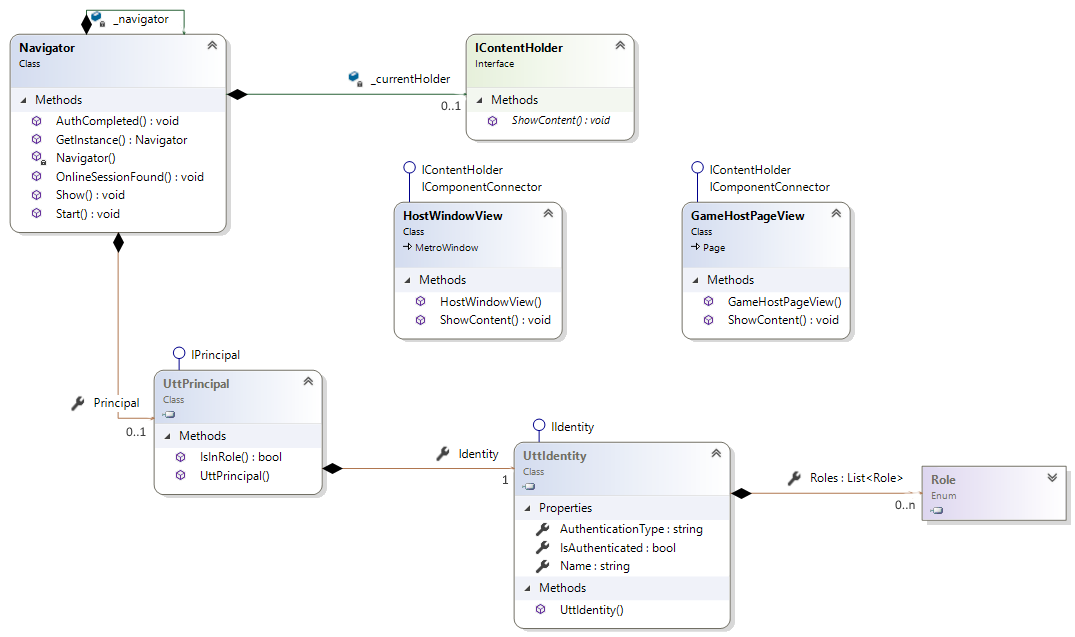 _navigator
Navigator
Class
Methods
AuthCompleted() : void
GetInstance() : Navigator
Navigator()
OnlineSessionFound() : void
Show() : void
Start() : void
_currentHolder
0..1
IContentHolder
Interface
Methods
ShowContent() : void
IContentHolder
IComponentConnector
HostWindowView
Class
MetroWindow
Methods
HostWindowView()
ShowContent() : void
IContentHolder
IComponentConnector
GameHostPageView
Class
Page
Methods
GameHostPageView()
ShowContent() : void
Principal
0..1
IPrincipal
UttPrincipal
Class
Methods
IsInRole() : bool
UttPrincipal()
Identity
1
IIdentity
UttIdentity
Class
Properties
AuthenticationType : string
IsAuthenticated : bool
Name : string
Methods
UttIdentity()
Roles : List<Role>
0..n
Role
Enum